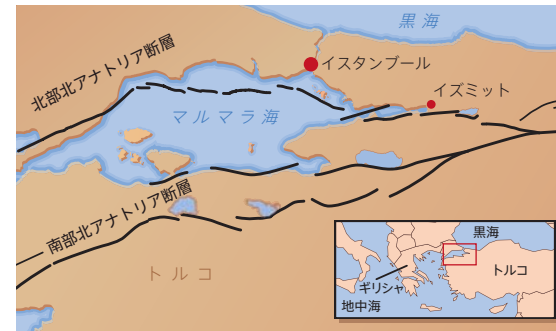 黒海
イスタンブール
北部北アナトリア断層
イズミット
マルマラ海
南部北アナトリア断層
トルコ
黒海
トルコ
ギリシャ
地中海